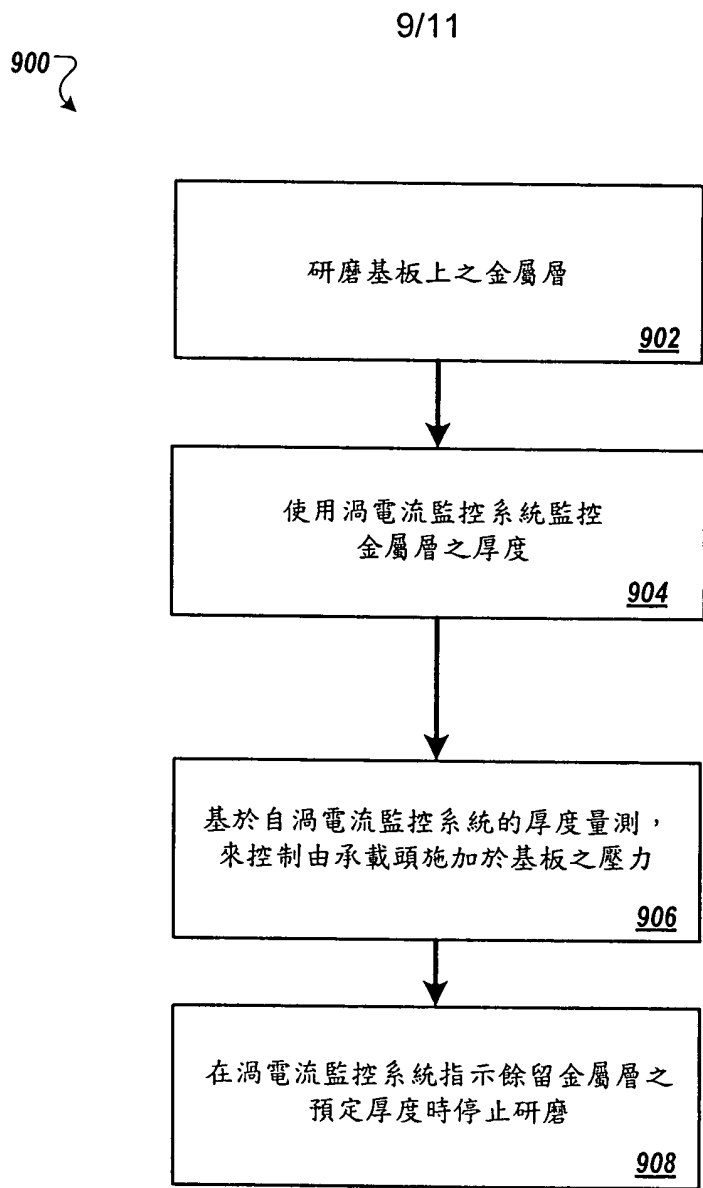 9/11
900
研磨基板上之金屬層
902
使用渦電流監控系統監控
金屬層之厚度
904
基於自渦電流監控系統的厚度量測，
來控制由承載頭施加於基板之壓力
906
在渦電流監控系統指示餘留金屬層之
預定厚度時停止研磨
908